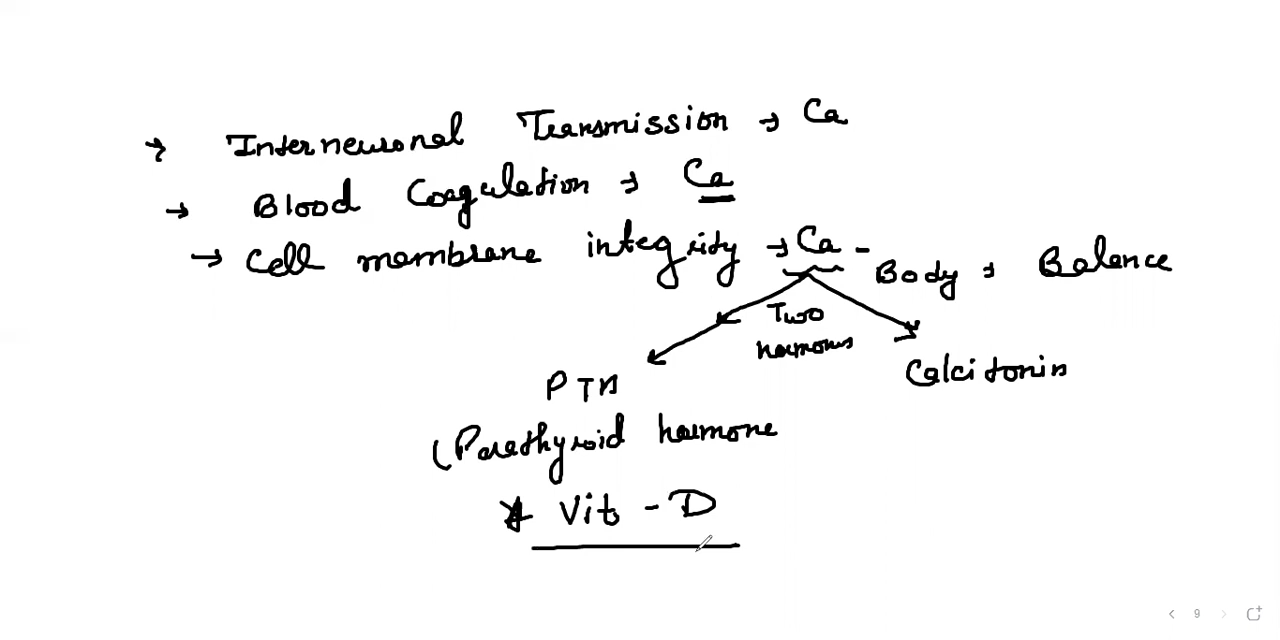 → Interneuronal Transmission → Ca
→ Blood Coagulation → Ca
→ Cell membrane integrity → Ca - Body → Balance
Two
hormones
PTH
Calcitonin
(Parathyroid hormone
* Vit - D
< 9 >